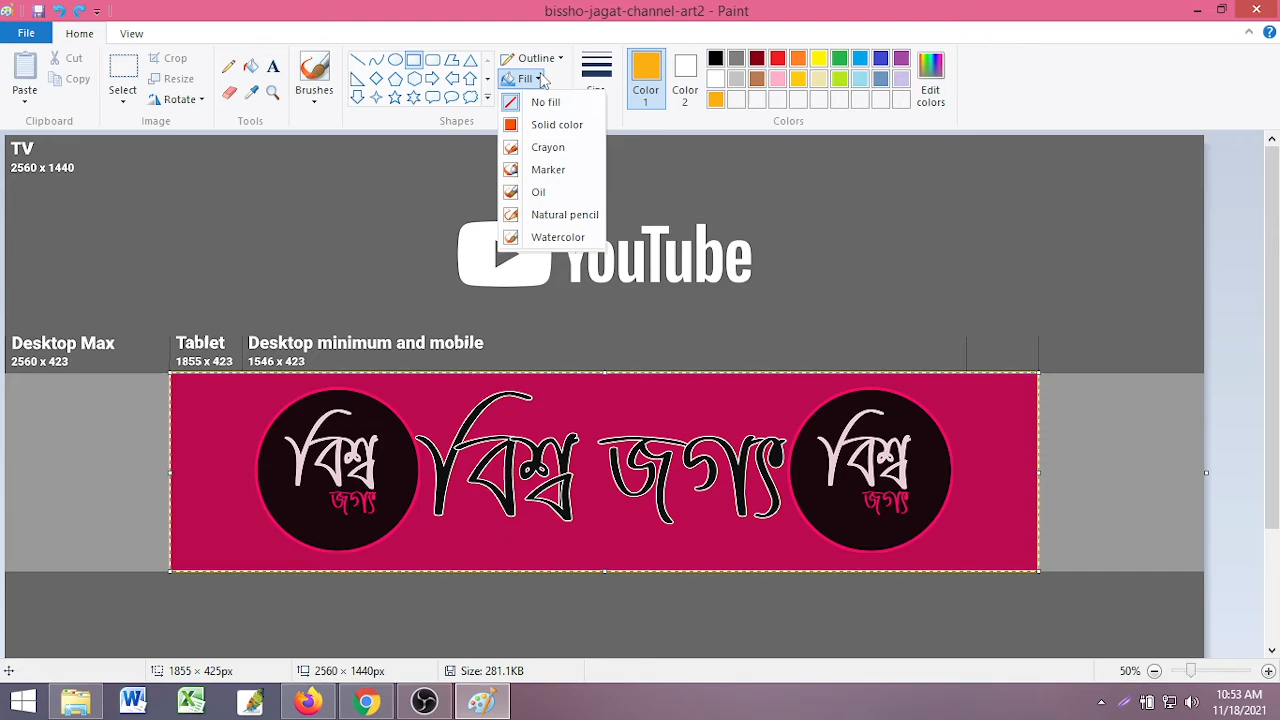 bissho-jagat-channel-art2 - Paint
File
Home
View
Paste
Cut
Copy
Clipboard
Select
Crop
Resize
Rotate
Image
A
Tools
Brushes
Shapes
Outline
Fill
No fill
Solid color
Crayon
Marker
Oil
Natural pencil
Watercolor
Color 1
Color 2
Edit colors
Colors
TV
2560 x 1440
YouTube
Desktop Max
2560 x 423
Tablet
1855 x 423
Desktop minimum and mobile
1546 x 423
বিশ্ব
জগৎ
বিশ্ব জগৎ
বিশ্ব
জগৎ
1855 × 425px
2560 × 1440px
Size: 281.1KB
50%
10:53 AM
11/18/2021